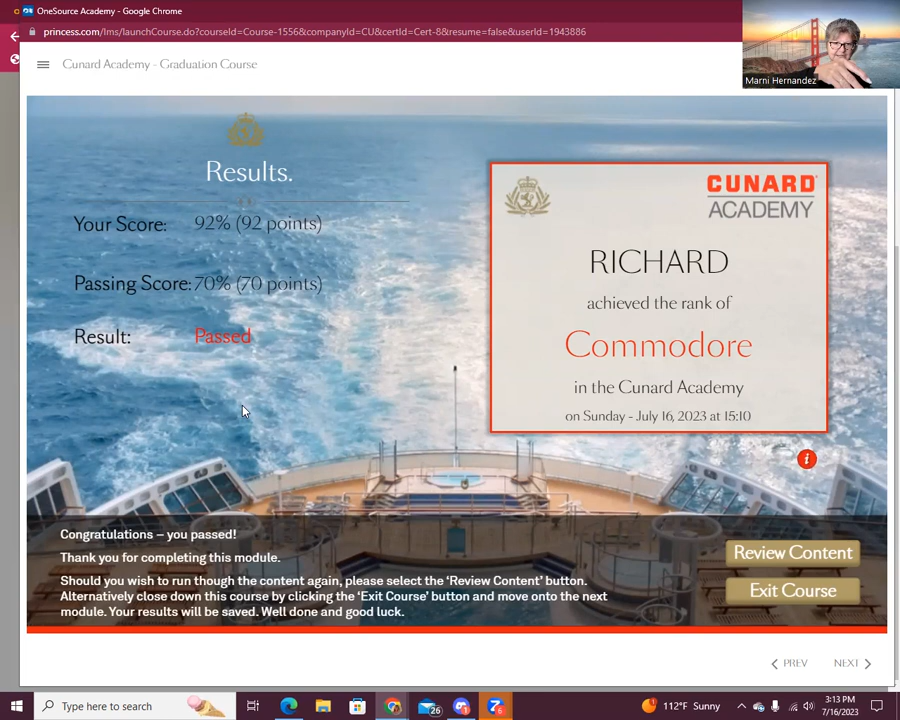 OneSource Academy - Google Chrome
princess.com/lms/launchCourse.do?courseId=Course-1556&companyId=CU&certId=Cert-8&resume=false&userId=1943886
Marni Hernandez
Cunard Academy - Graduation Course
Results.
Your Score: 92% (92 points)
Passing Score: 70% (70 points)
Result: Passed
CUNARD
ACADEMY
RICHARD
achieved the rank of
Commodore
in the Cunard Academy
on Sunday - July 16, 2023 at 15:10
i
Congratulations – you passed!
Thank you for completing this module.
Should you wish to run though the content again, please select the ‘Review Content’ button.
Alternatively close down this course by clicking the ‘Exit Course’ button and move onto the next
module. Your results will be saved. Well done and good luck.
Review Content
Exit Course
PREV NEXT
Type here to search
26
6
112°F Sunny
3:13 PM
7/16/2023